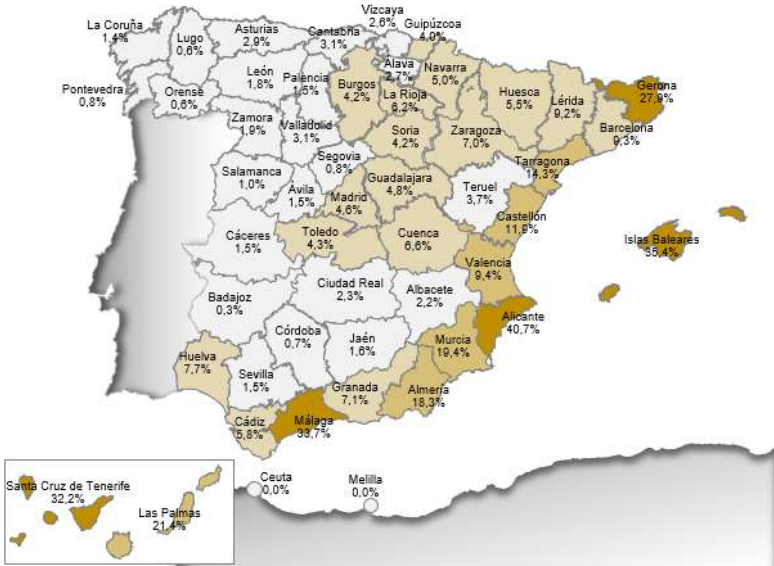 Vizcaya
2,6%
La Coruña
1,4%
Lugo
0,6%
Asturias
2,9%
Cantabria
3,1%
Guipúzcoa
4,0%
Álava
2,7%
Navarra
5,0%
León
1,8%
Palencia
1,5%
Burgos
4,2%
La Rioja
6,2%
Huesca
5,5%
Lérida
9,2%
Gerona
27,9%
Pontevedra
0,8%
Orense
0,6%
Zamora
1,9%
Valladolid
3,1%
Soria
4,2%
Zaragoza
7,0%
Barcelona
9,3%
Segovia
0,8%
Tarragona
14,3%
Salamanca
1,0%
Ávila
1,5%
Madrid
4,6%
Guadalajara
4,8%
Teruel
3,7%
Castellón
11,8%
Cáceres
1,5%
Toledo
4,3%
Cuenca
6,6%
Islas Baleares
35,4%
Valencia
9,4%
Badajoz
0,3%
Ciudad Real
2,3%
Albacete
2,2%
Alicante
40,7%
Córdoba
0,7%
Jaén
1,6%
Murcia
19,4%
Huelva
7,7%
Sevilla
1,5%
Granada
7,1%
Almería
18,3%
Cádiz
5,8%
Málaga
33,7%
Ceuta
0,0%
Melilla
0,0%
Santa Cruz de Tenerife
32,2%
Las Palmas
21,4%